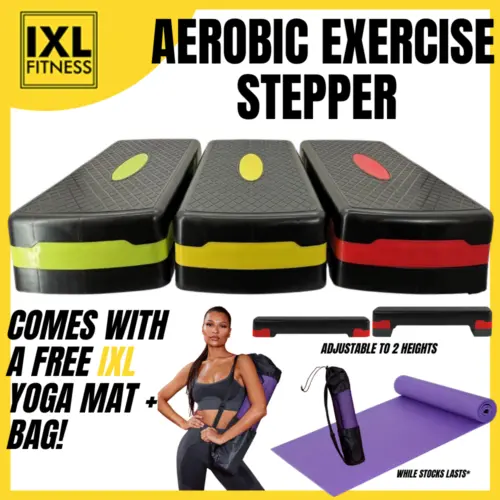 IXL
FITNESS
AEROBIC EXERCISE
STEPPER
COMES WITH
A FREE IXL
YOGA MAT +
BAG!
ADJUSTABLE TO 2 HEIGHTS
WHILE STOCKS LASTS*